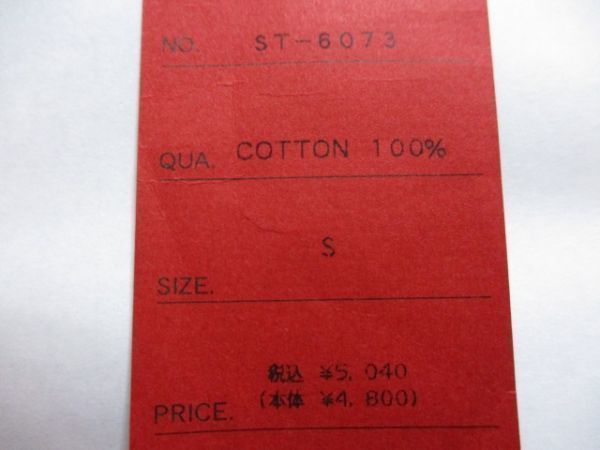 NO. ST-6073
QUA. COTTON 100%
S
SIZE.
税込 ¥5,040
(本体 ¥4,800)
PRICE.